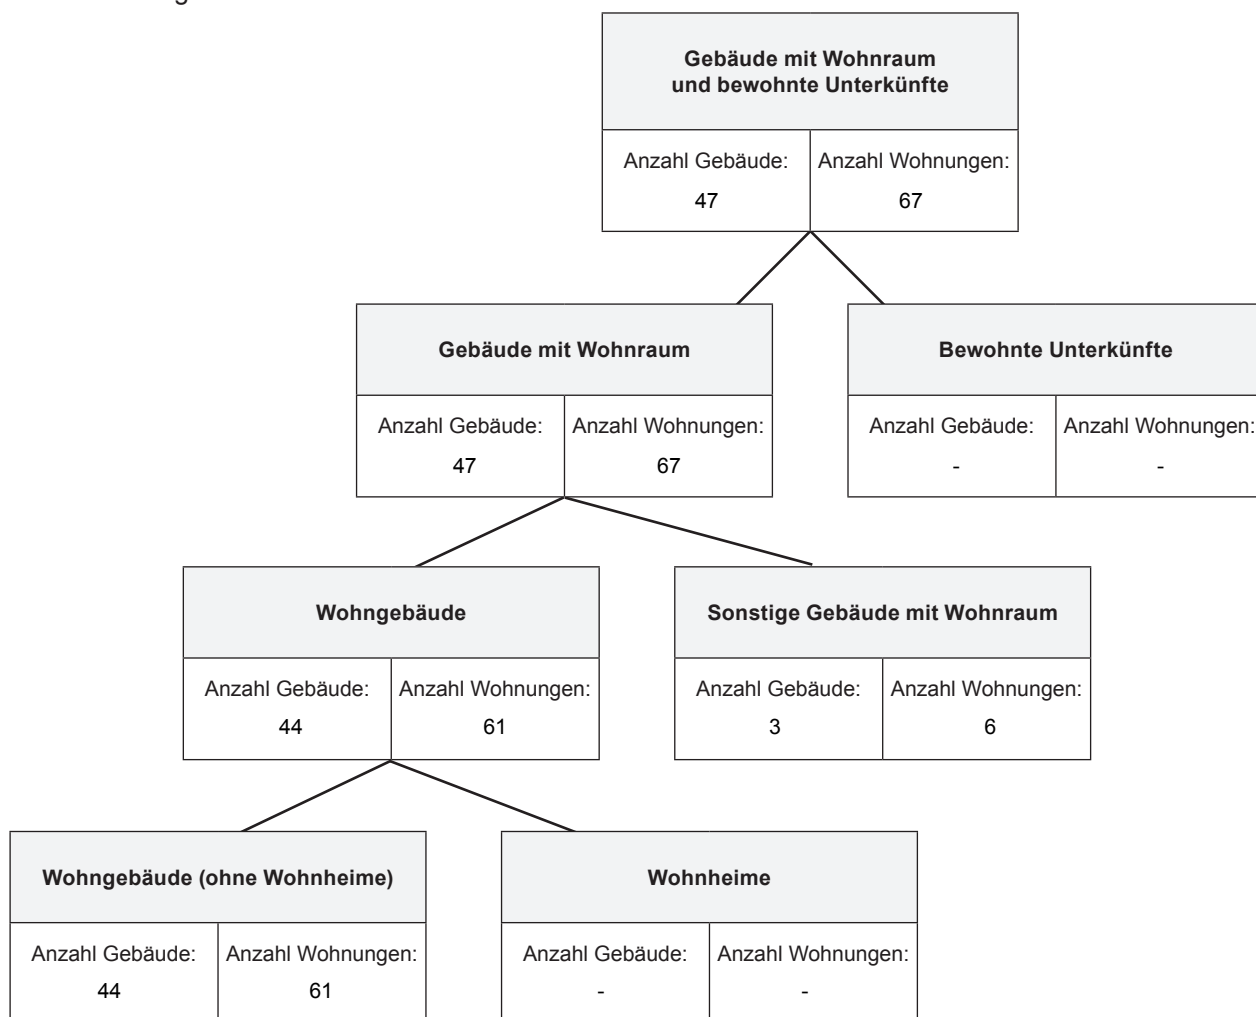 Gebäude mit Wohnraum
und bewohnte Unterkünfte
Anzahl Gebäude: Anzahl Wohnungen:
47 67
Gebäude mit Wohnraum
Anzahl Gebäude: Anzahl Wohnungen:
47 67
Bewohnte Unterkünfte
Anzahl Gebäude: Anzahl Wohnungen:
- -
Wohngebäude
Anzahl Gebäude: Anzahl Wohnungen:
44 61
Sonstige Gebäude mit Wohnraum
Anzahl Gebäude: Anzahl Wohnungen:
3 6
Wohngebäude (ohne Wohnheime)
Anzahl Gebäude: Anzahl Wohnungen:
44 61
Wohnheime
Anzahl Gebäude: Anzahl Wohnungen:
- -